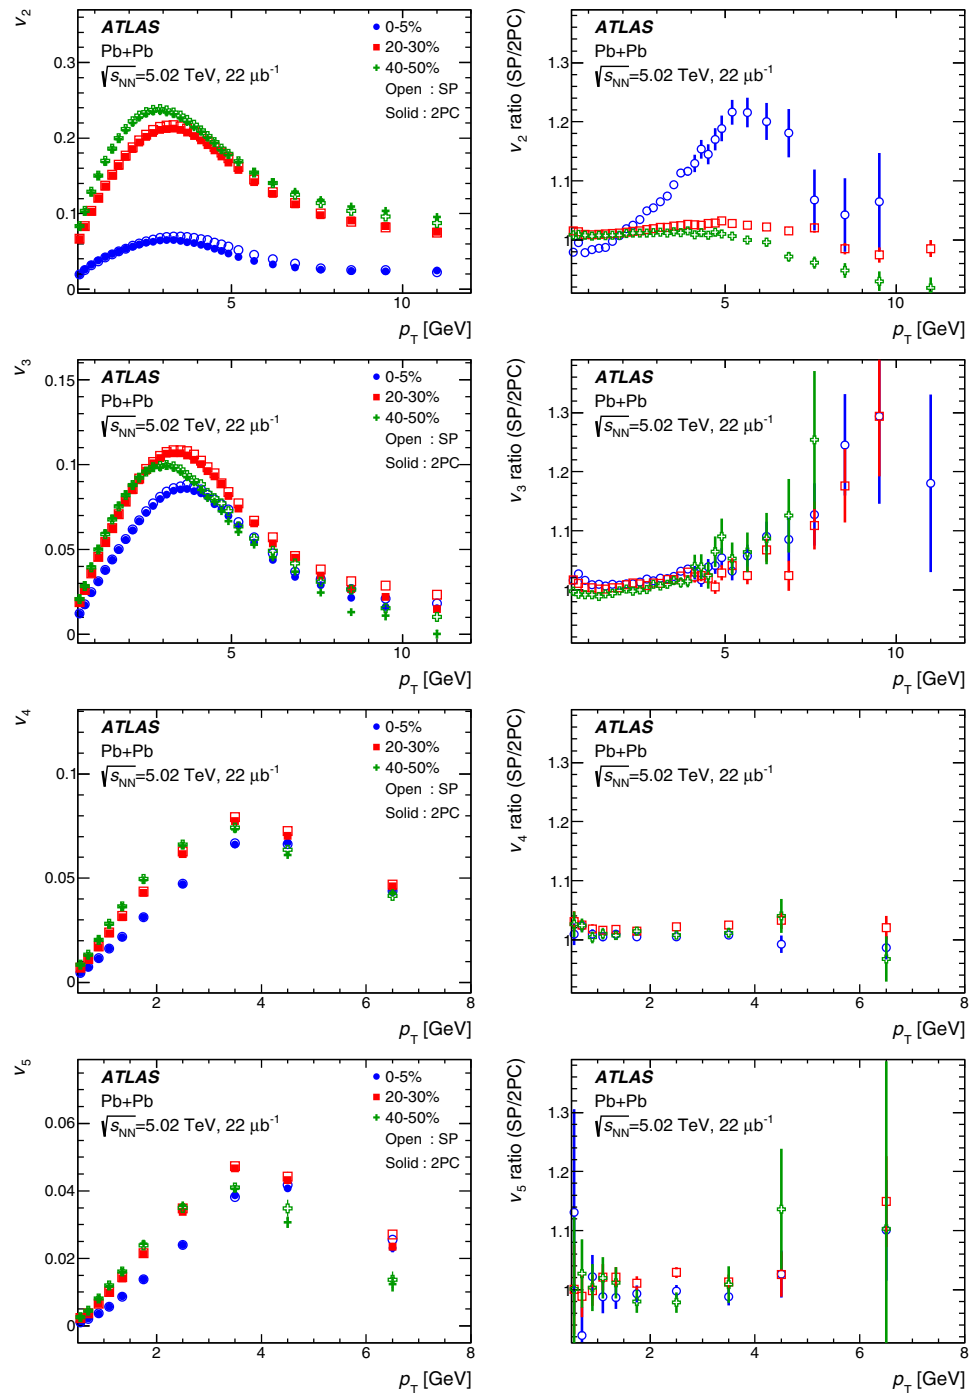 v2
ATLAS
Pb+Pb
√sNN=5.02 TeV, 22 μb-1
0-5%
20-30%
40-50%
Open : SP
Solid : 2PC
0.3
0.2
0.1
0
5
10
pT [GeV]
v2 ratio (SP/2PC)
ATLAS
Pb+Pb
√sNN=5.02 TeV, 22 μb-1
1.3
1.2
1.1
1
5
10
pT [GeV]
v3
ATLAS
Pb+Pb
√sNN=5.02 TeV, 22 μb-1
0-5%
20-30%
40-50%
Open : SP
Solid : 2PC
0.15
0.1
0.05
0
5
10
pT [GeV]
v3 ratio (SP/2PC)
ATLAS
Pb+Pb
√sNN=5.02 TeV, 22 μb-1
1.3
1.2
1.1
1
5
10
pT [GeV]
v4
ATLAS
Pb+Pb
√sNN=5.02 TeV, 22 μb-1
0-5%
20-30%
40-50%
Open : SP
Solid : 2PC
0.1
0.05
0
2
4
6
8
pT [GeV]
v4 ratio (SP/2PC)
ATLAS
Pb+Pb
√sNN=5.02 TeV, 22 μb-1
1.3
1.2
1.1
1
2
4
6
8
pT [GeV]
v5
ATLAS
Pb+Pb
√sNN=5.02 TeV, 22 μb-1
0-5%
20-30%
40-50%
Open : SP
Solid : 2PC
0.06
0.04
0.02
0
2
4
6
8
pT [GeV]
v5 ratio (SP/2PC)
ATLAS
Pb+Pb
√sNN=5.02 TeV, 22 μb-1
1.3
1.2
1.1
1
2
4
6
8
pT [GeV]